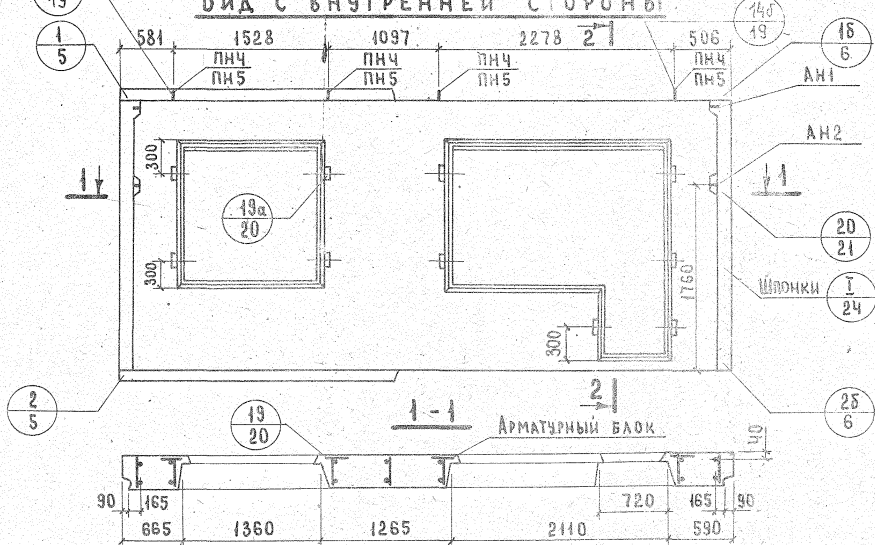 ВИД С ВНУТРЕННЕЙ СТОРОНЫ
19
14б
19
1
5
581
1528
1097
2278
2
506
1б
6
ПН4
ПН5
ПН4
ПН5
ПН4
ПН5
ПН4
ПН5
АН1
АН2
300
1
1
19а
20
20
21
300
1760
Шпонки
I
24
300
2
5
2
2б
6
1-1
19
20
Арматурный блок
40
90
165
720
165
90
665
1360
1265
2110
590